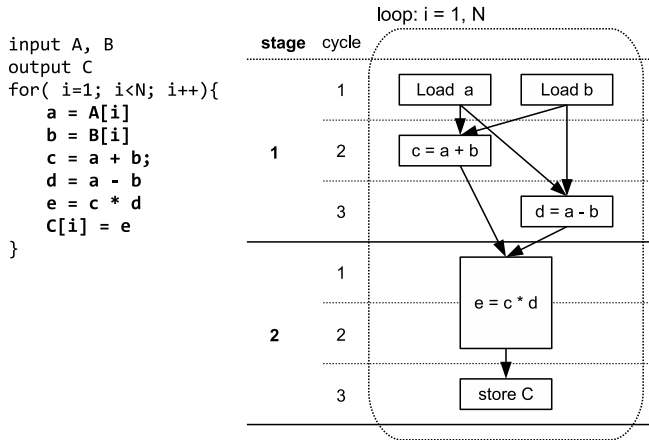 loop: i = 1, N
input A, B
output C
for( i=1; i<N; i++){
a = A[i]
b = B[i]
c = a + b;
d = a - b
e = c * d
C[i] = e
}
stage cycle
1 Load a Load b
1 2 c = a + b
3 d = a - b
1
e = c * d
2 2
3 store C